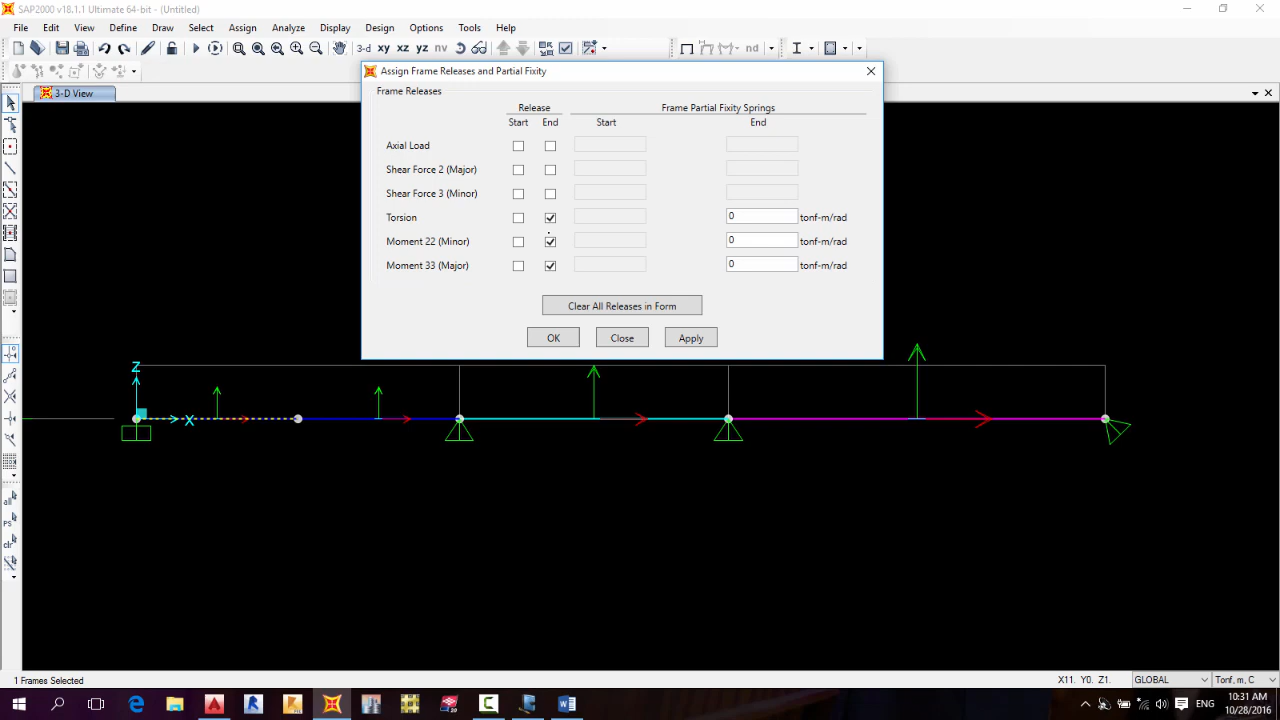 SAP2000 v18.1.1 Ultimate 64-bit - (Untitled)
File Edit View Define Draw Select Assign Analyze Display Design Options Tools Help
3-d xy xz yz nv
nd
Assign Frame Releases and Partial Fixity
3-D View
Frame Releases
Release Frame Partial Fixity Springs
Start End Start End
Axial Load
Shear Force 2 (Major)
Shear Force 3 (Minor)
Torsion 0 tonf-m/rad
Moment 22 (Minor) 0 tonf-m/rad
Moment 33 (Major) 0 tonf-m/rad
Clear All Releases in Form
OK Close Apply
Z
X
all
PS
clr
1 Frames Selected X11. Y0. Z1. GLOBAL Tonf, m, C
ENG 10:31 AM
10/28/2016